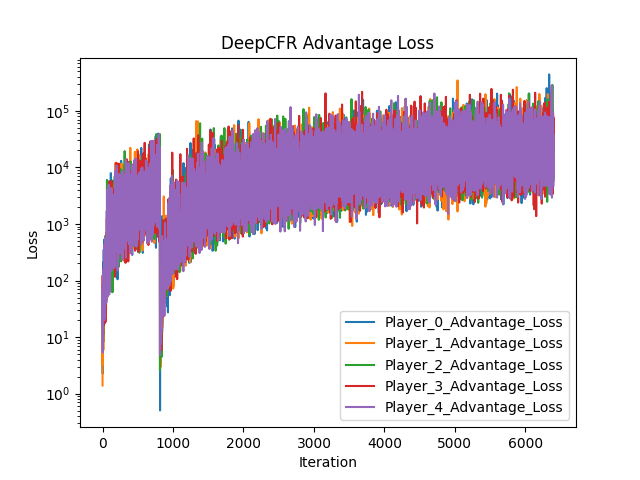 DeepCFR Advantage Loss
Loss
10^5
10^4
10^3
10^2
10^1
10^0
Player_0_Advantage_Loss
Player_1_Advantage_Loss
Player_2_Advantage_Loss
Player_3_Advantage_Loss
Player_4_Advantage_Loss
0 1000 2000 3000 4000 5000 6000
Iteration